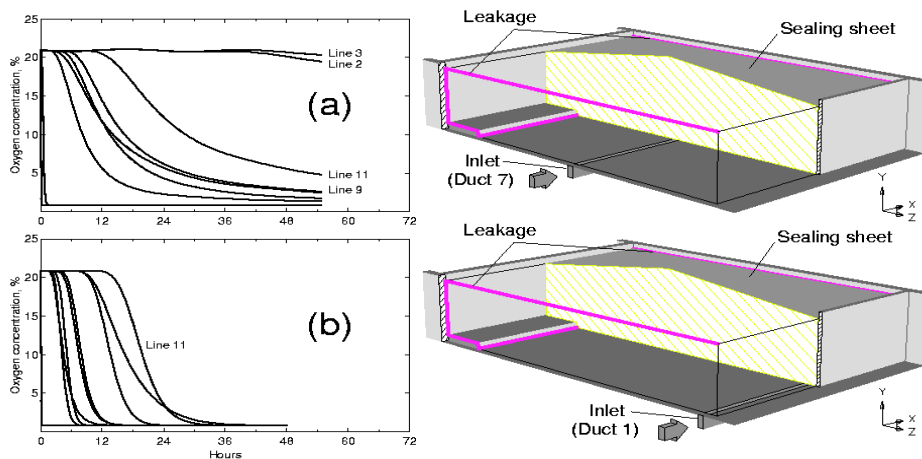 25
20
15
10
5
Oxygen concentration, %
(a)
Line 3
Line 2
Line 11
Line 9
0 12 24 36 48 60 72
Leakage
Sealing sheet
Inlet
(Duct 7)
Y
X
Z
25
20
15
10
5
Oxygen concentration, %
(b)
Line 11
0 12 24 36 48 60 72
Hours
Leakage
Sealing sheet
Inlet
(Duct 1)
Y
X
Z